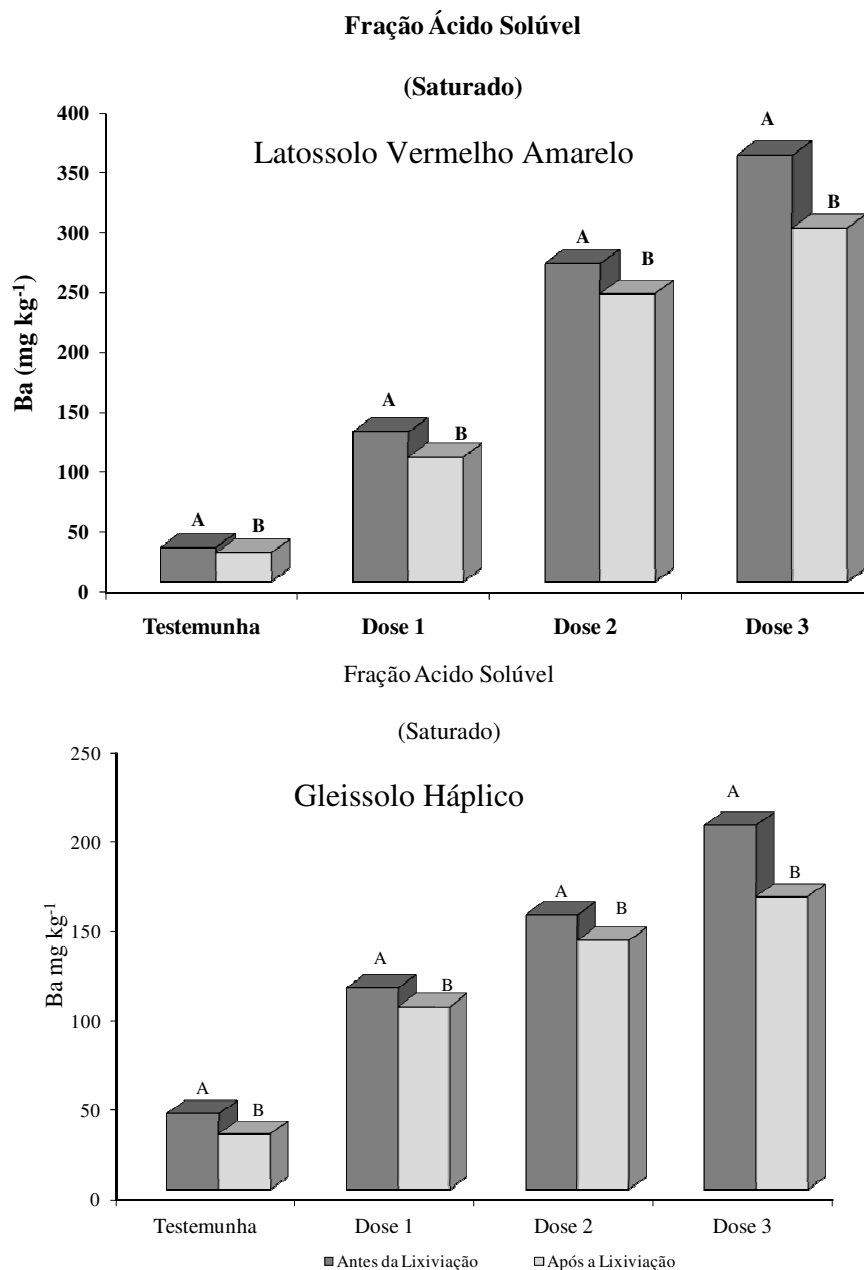 Fração Ácido Solúvel
(Saturado)
Latossolo Vermelho Amarelo
Ba (mg kg-1)
400
350
300
250
200
150
100
50
0
A B
A B
A B
A B
Testemunha Dose 1 Dose 2 Dose 3
Fração Acido Solúvel
(Saturado)
Gleissolo Háplico
Ba mg kg-1
250
200
150
100
50
0
A B
A B
A B
A B
Testemunha Dose 1 Dose 2 Dose 3
Antes da Lixiviação Após a Lixiviação